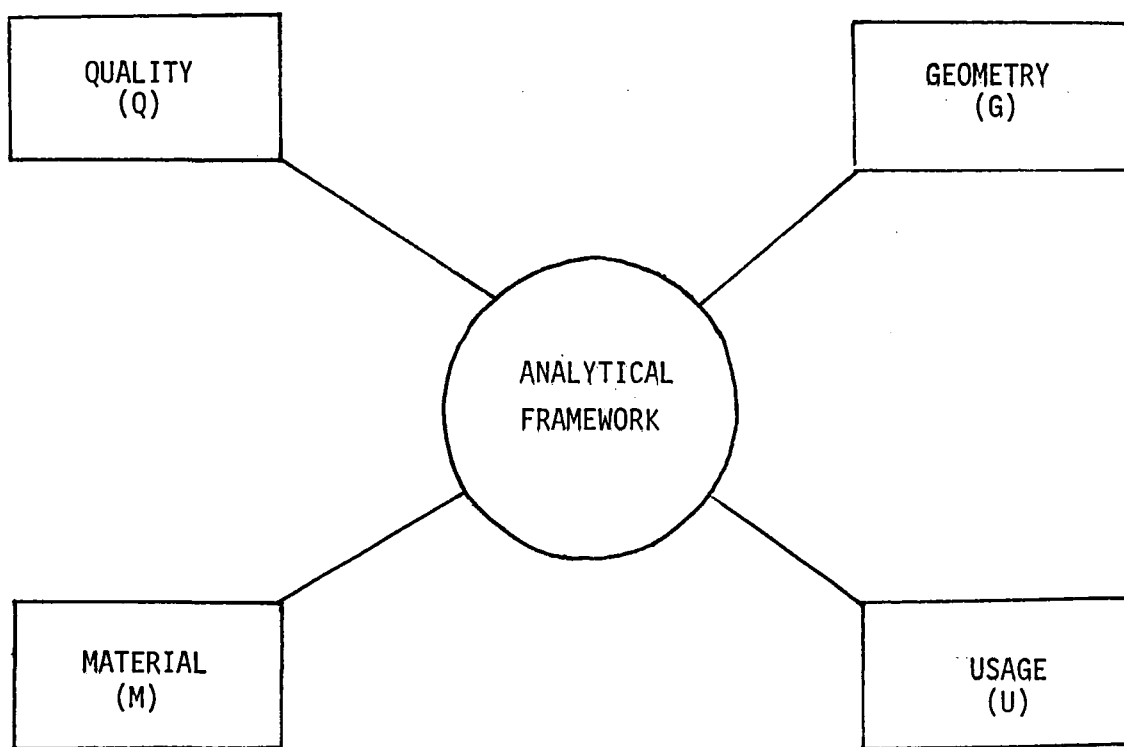 QUALITY
(Q)
GEOMETRY
(G)
ANALYTICAL
FRAMEWORK
MATERIAL
(M)
USAGE
(U)